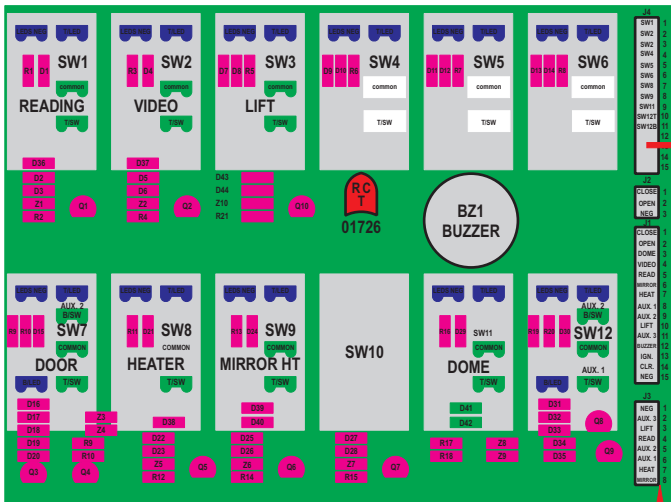 LEDS NEG T/LED LEDS NEG T/LED LEDS NEG T/LED LEDS NEG T/LED LEDS NEG T/LED LEDS NEG T/LED
R1 D1 SW1 common READING T/SW
R3 D4 SW2 common VIDEO T/SW
D7 D8 R5 SW3 common LIFT T/SW
D9 D10 R6 SW4 common T/SW
D11 D12 R7 SW5 common T/SW
D13 D14 R8 SW6 common T/SW
D36
D2
D3
Z1
R2
Q1
D37
D5
D6
Z2
R4
Q2
D43
D44
Z10
R21
Q10
RC
T
01726
BZ1
BUZZER
LEDS NEG T/LED LEDS NEG T/LED LEDS NEG T/LED LEDS NEG T/LED LEDS NEG T/LED
AUX. 2 B/SW SW7 COMMON DOOR B/LED T/SW
R11 D21 SW8 COMMON HEATER T/SW
R13 D24 SW9 COMMON MIRROR HT T/SW
SW10
SW11 COMMON DOME T/SW
AUX. 2 B/SW R19 R20 D30 SW12 COMMON AUX. 1 B/LED T/SW
D16
D17
D18
D19
D20
Q3
Z3
Z4
R9
R10
Q4
D38
D22
D23
Z5
R12
Q5
D39
D40
D25
D26
Z6
R14
Q6
D27
D28
Z7
R15
Q7
D41
D42
R17
R18
Z8
Z9
D31
D32
D33
D34
D35
Q8
Q9
J4
SW1 1
SW2 2
SW2 3
SW4 4
SW5 5
SW6 6
SW8 7
SW9 8
SW11 9
SW12T 10
SW12B 11
12
14
15
J2
CLOSE 1
OPEN 2
NEG 3
J1
CLOSE 1
OPEN 2
DOME 3
VIDEO 4
READ 5
MIRROR 6
HEAT 7
AUX. 1 8
AUX. 2 9
LIFT 10
AUX. 3 11
BUZZER 12
IGN. 13
CLR. 14
NEG 15
J3
NEG 1
AUX. 3 2
LIFT 3
READ 4
AUX. 2 5
AUX. 1 6
HEAT 7
MIRROR